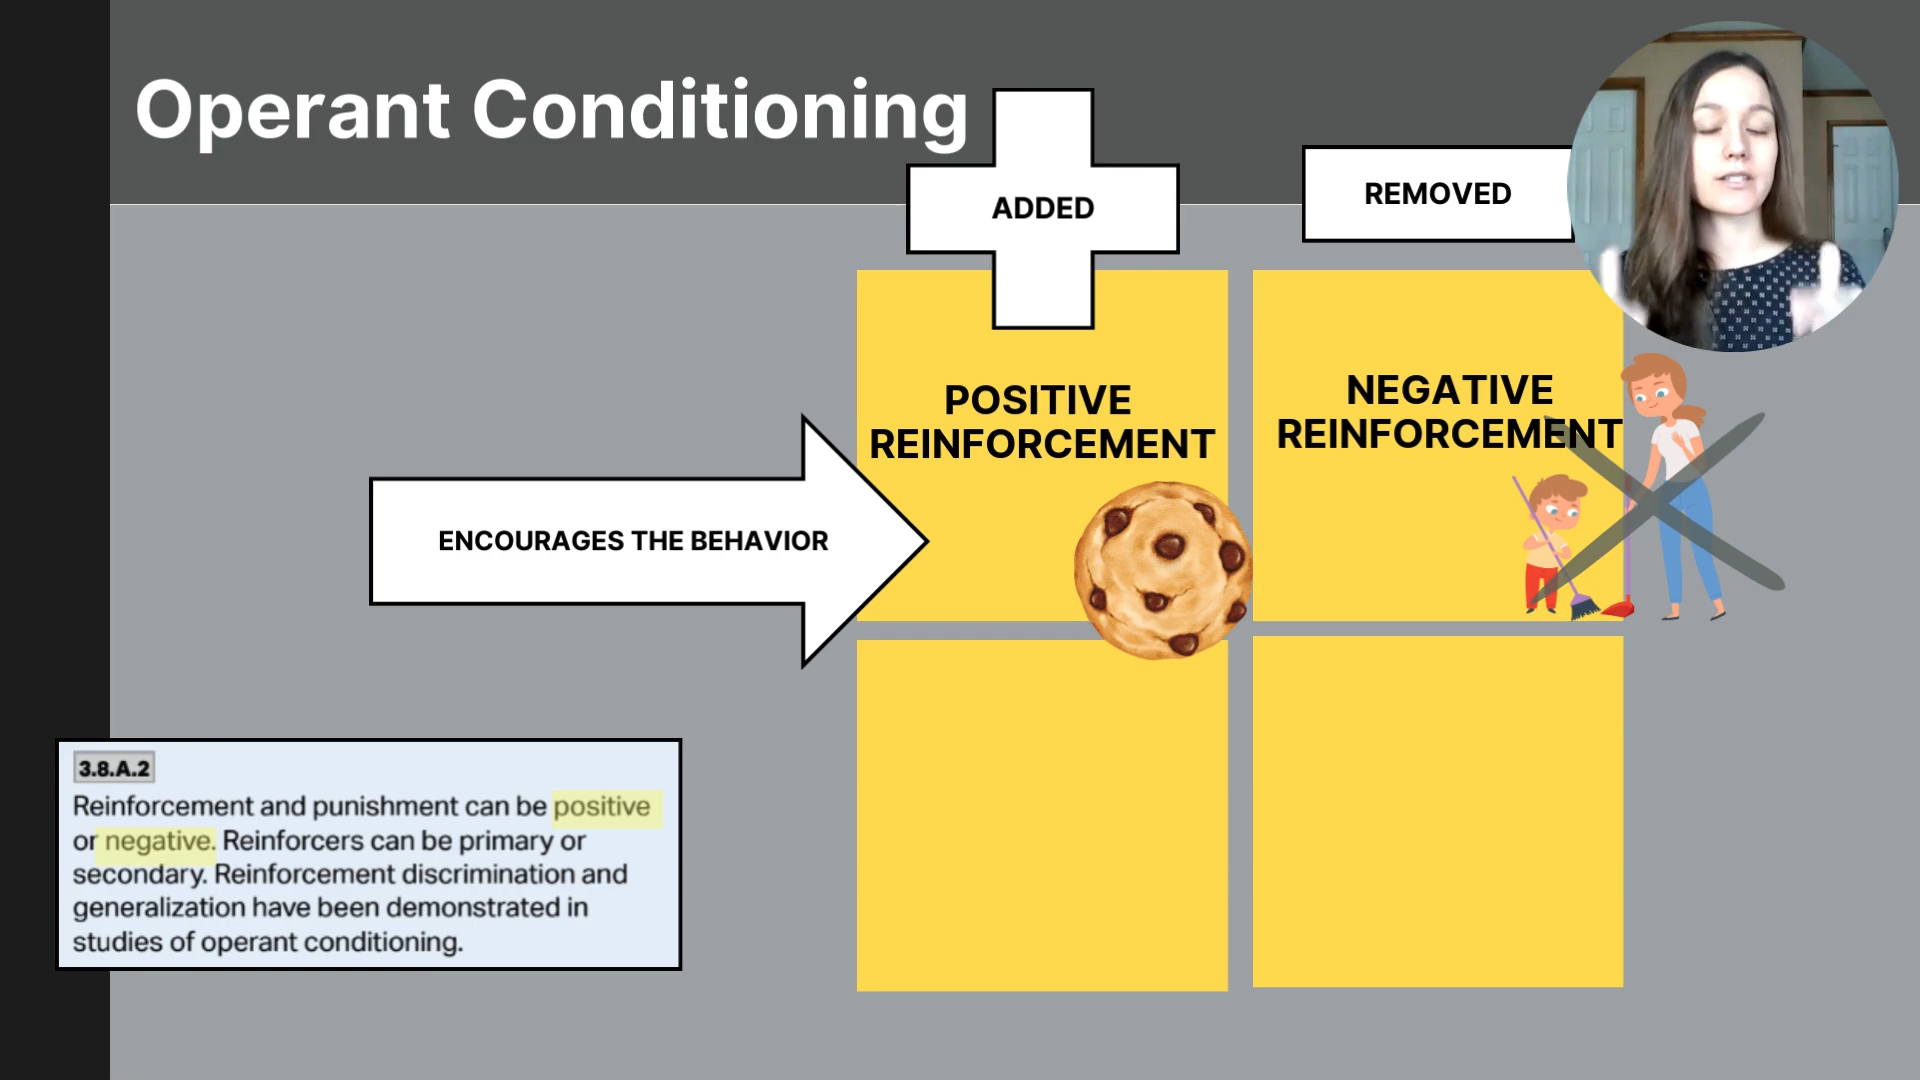 Operant Conditioning
ADDED
REMOVED
POSITIVE
REINFORCEMENT
NEGATIVE
REINFORCEMENT
ENCOURAGES THE BEHAVIOR
3.8.A.2
Reinforcement and punishment can be positive
or negative. Reinforcers can be primary or
secondary. Reinforcement discrimination and
generalization have been demonstrated in
studies of operant conditioning.